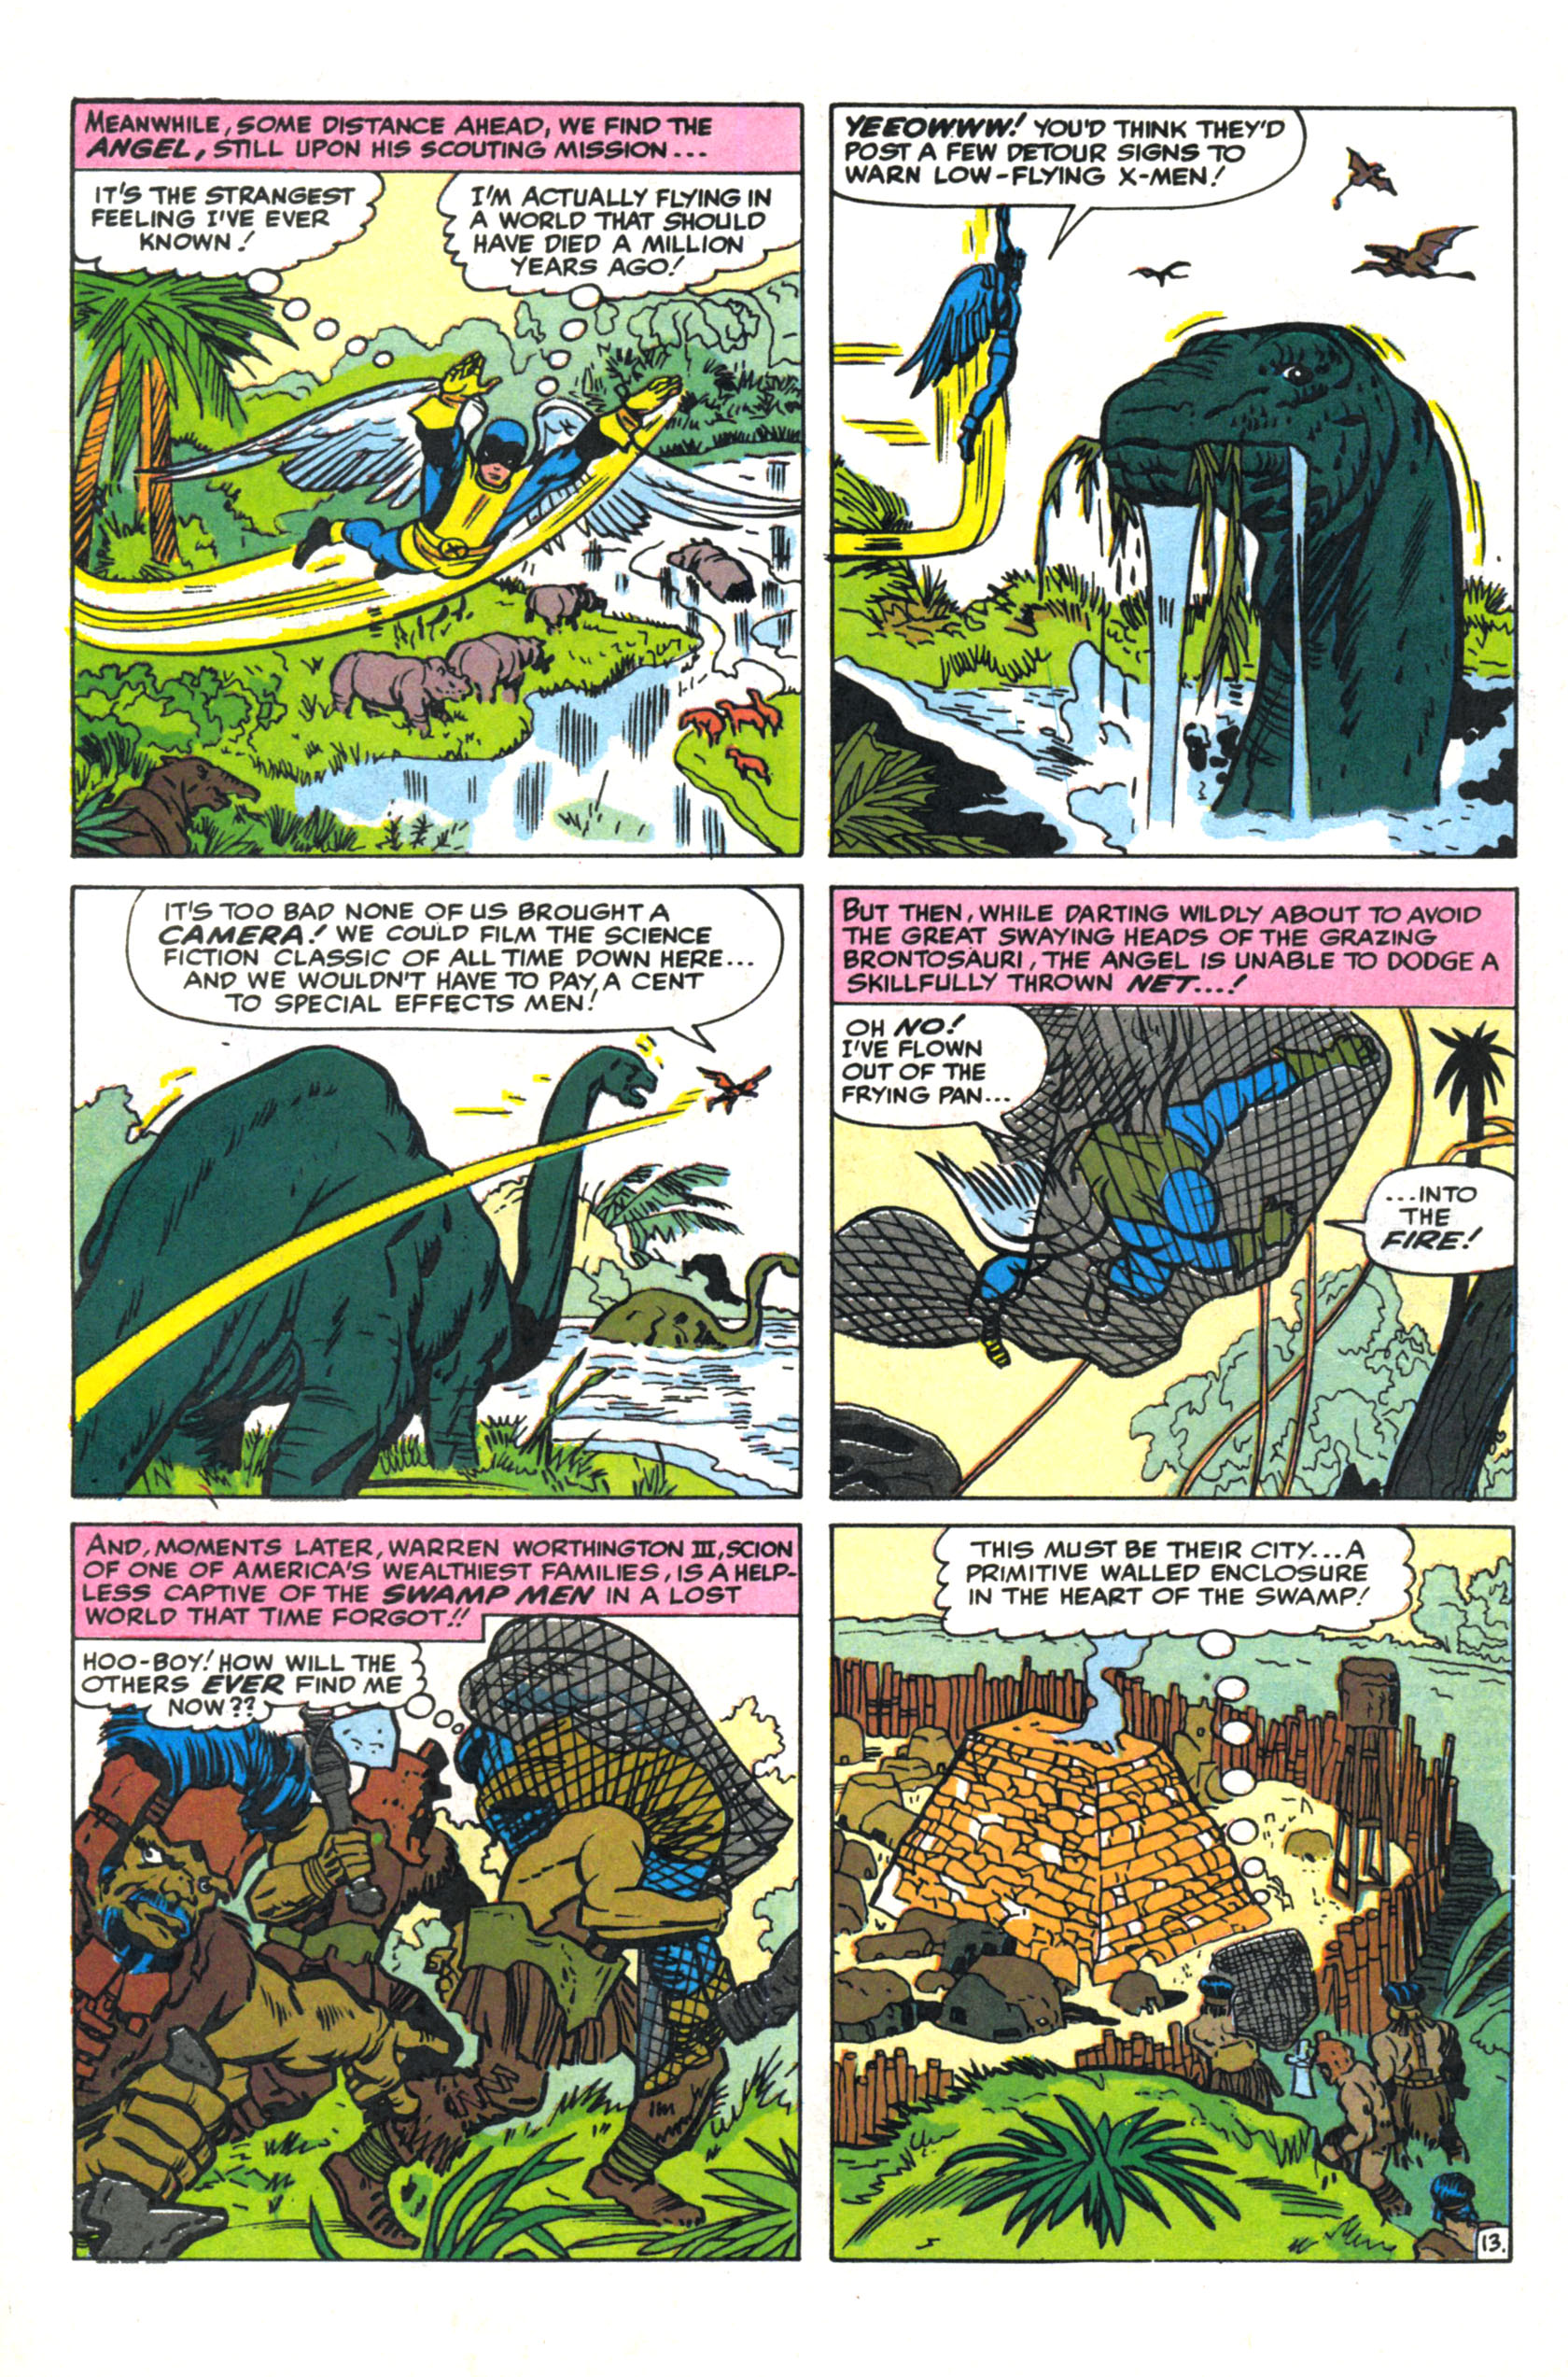 MEANWHILE, SOME DISTANCE AHEAD, WE FIND THE
ANGEL, STILL UPON HIS SCOUTING MISSION...
IT'S THE STRANGEST
FEELING I'VE EVER
KNOWN!
I'M ACTUALLY FLYING IN
A WORLD THAT SHOULD
HAVE DIED A MILLION
YEARS AGO!
YEEOWWW! YOU'D THINK THEY'D
POST A FEW DETOUR SIGNS TO
WARN LOW-FLYING X-MEN!
IT'S TOO BAD NONE OF US BROUGHT A
CAMERA! WE COULD FILM THE SCIENCE
FICTION CLASSIC OF ALL TIME DOWN HERE...
AND WE WOULDN'T HAVE TO PAY A CENT
TO SPECIAL EFFECTS MEN!
BUT THEN, WHILE DARTING WILDLY ABOUT TO AVOID
THE GREAT SWAYING HEADS OF THE GRAZING
BRONTOSAURI, THE ANGEL IS UNABLE TO DODGE A
SKILLFULLY THROWN NET...!
OH NO!
I'VE FLOWN
OUT OF THE
FRYING PAN...
...INTO
THE
FIRE!
AND, MOMENTS LATER, WARREN WORTHINGTON III, SCION
OF ONE OF AMERICA'S WEALTHIEST FAMILIES, IS A HELP-
LESS CAPTIVE OF THE SWAMP MEN IN A LOST
WORLD THAT TIME FORGOT!!
HOO-BOY! HOW WILL THE
OTHERS EVER FIND ME
NOW??
THIS MUST BE THEIR CITY...A
PRIMITIVE WALLED ENCLOSURE
IN THE HEART OF THE SWAMP!
13.